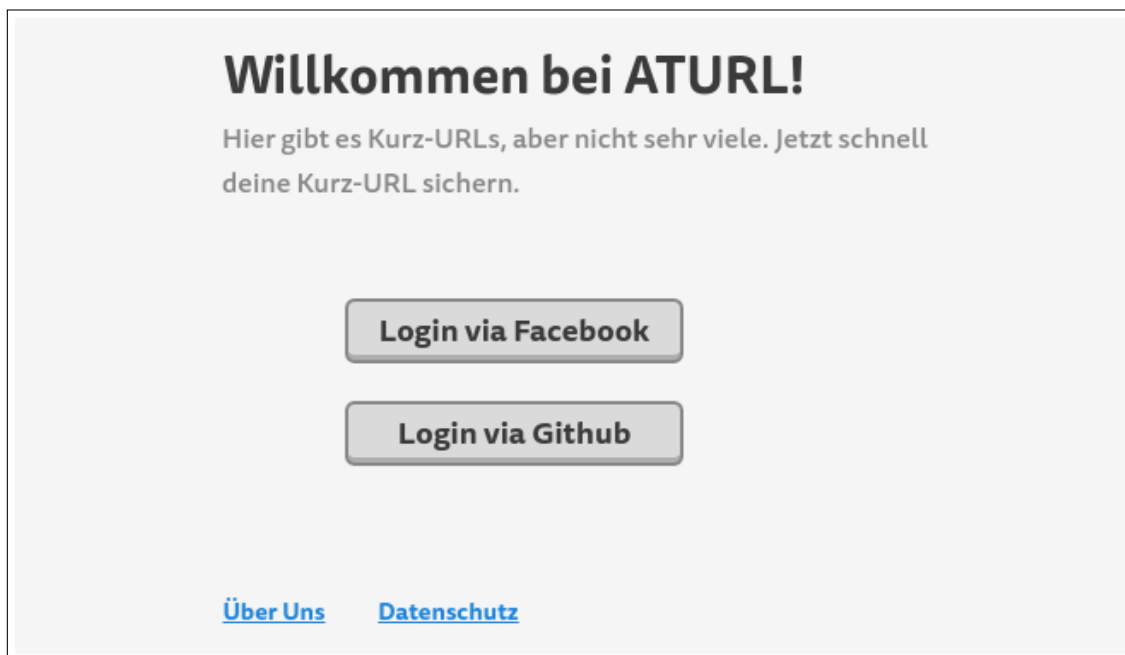 Willkommen bei ATURL!
Hier gibt es Kurz-URLs, aber nicht sehr viele. Jetzt schnell
deine Kurz-URL sichern.
Login via Facebook
Login via Github
Über Uns Datenschutz